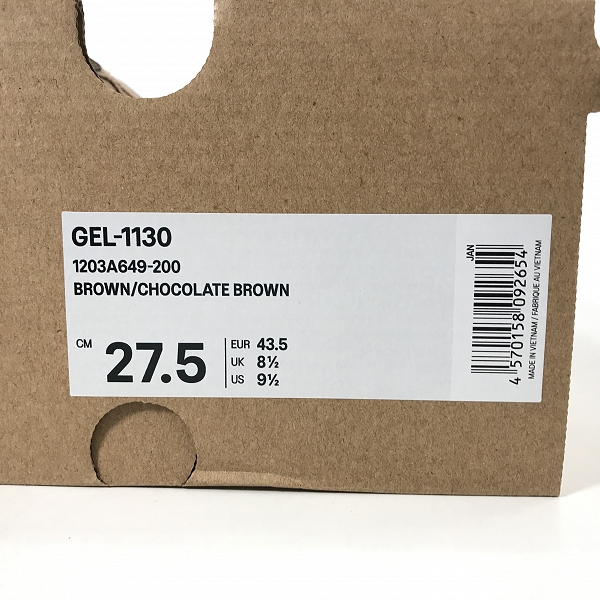 GEL-1130
1203A649-200
BROWN/CHOCOLATE BROWN
CM 27.5
EUR 43.5
UK 8½
US 9½
JAN
4 570158 092654
MADE IN VIETNAM / FABRIQUE AU VIETNAM